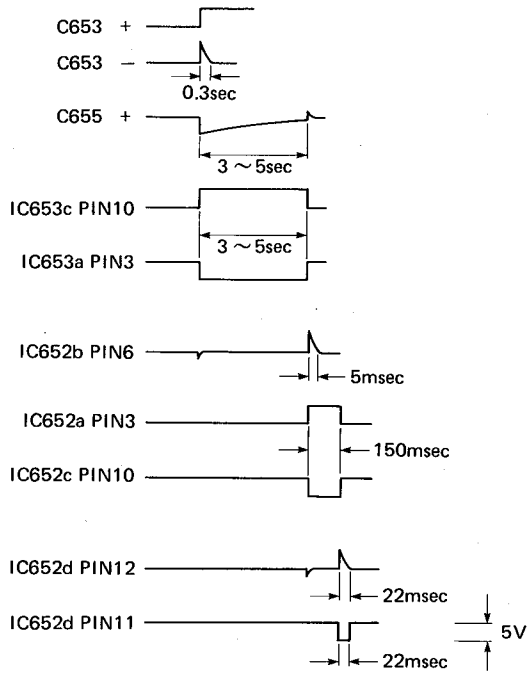 C653 +
C653 –
0.3sec
C655 +
3 ~ 5sec
IC653c PIN10
3 ~ 5sec
IC653a PIN3
IC652b PIN6
5msec
IC652a PIN3
150msec
IC652c PIN10
IC652d PIN12
22msec
IC652d PIN11
5V
22msec